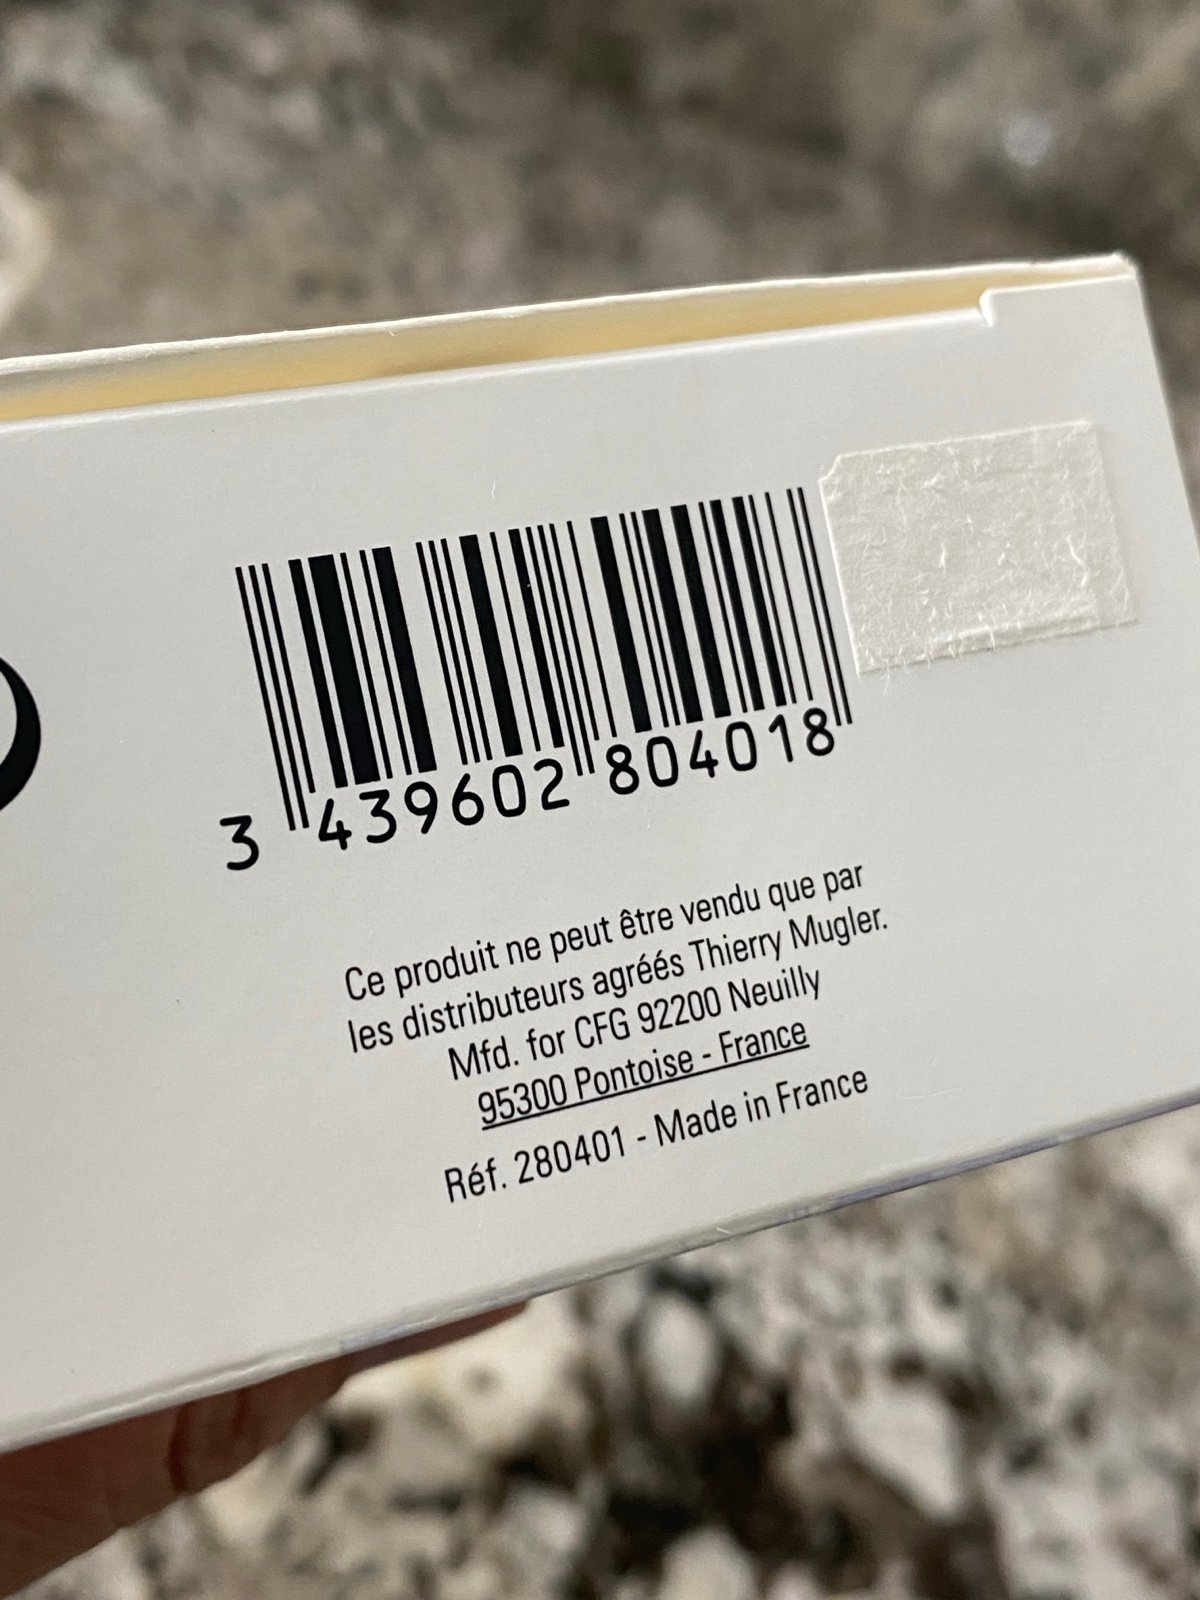 3 439602 804018
Ce produit ne peut être vendu que par
les distributeurs agréés Thierry Mugler.
Mfd. for CFG 92200 Neuilly
95300 Pontoise - France
Réf. 280401 - Made in France